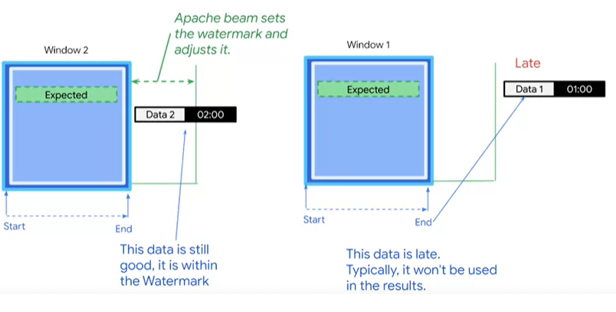 Apache beam sets
the watermark and
adjusts it.
Window 2
Expected
Data 2 02:00
Start
End
This data is still
good, it is within
the Watermark
Window 1
Late
Expected
Data 1 01:00
Start
End
This data is late.
Typically, it won't be used
in the results.